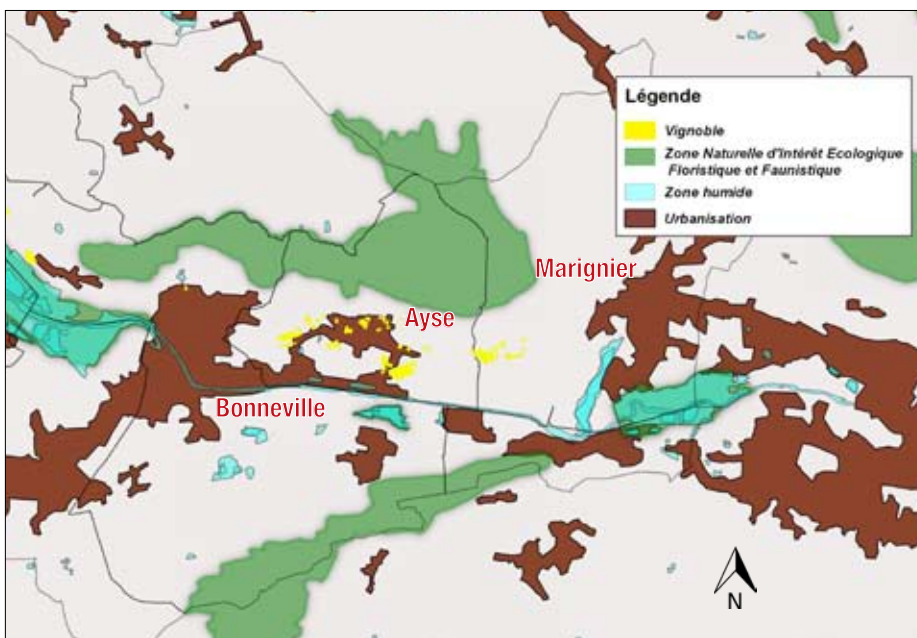 Légende
Vignoble
Zone Naturelle d'Intérêt Ecologique
Floristique et Faunistique
Zone humide
Urbanisation
Marignier
Ayse
Bonneville
N